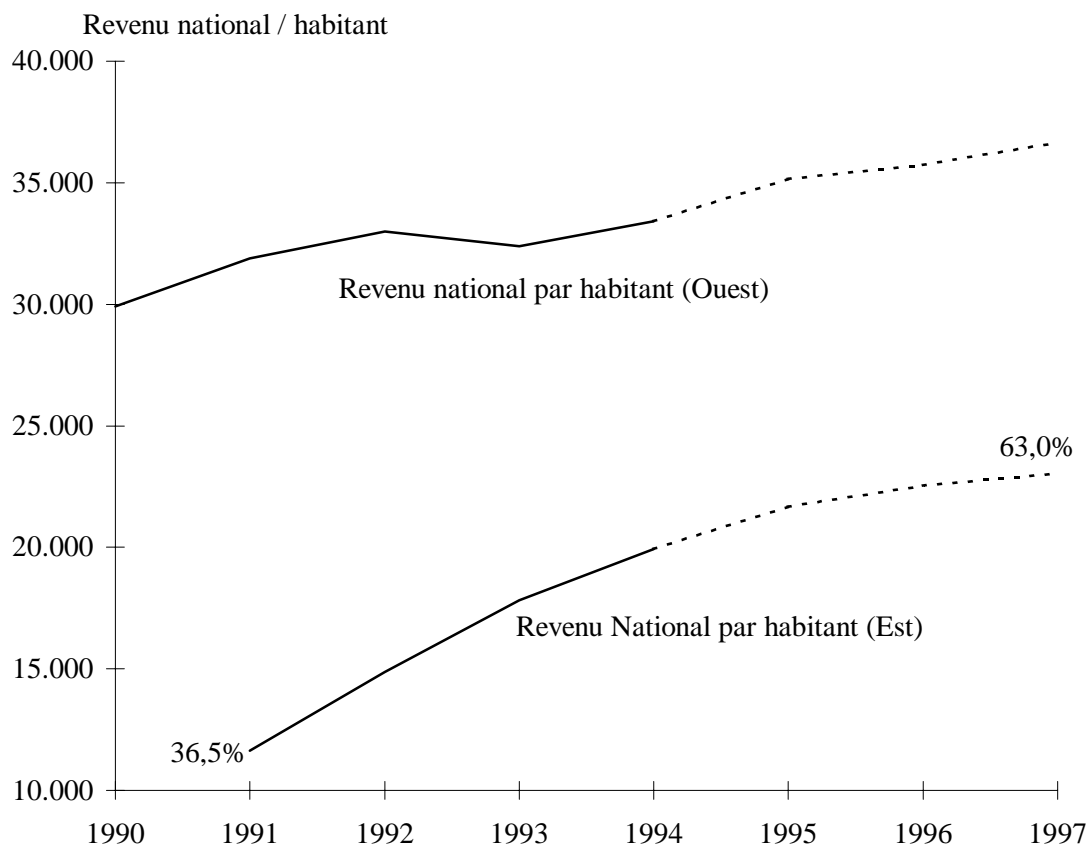 Revenu national / habitant
40.000
35.000
Revenu national par habitant (Ouest)
30.000
25.000
63,0%
20.000
Revenu National par habitant (Est)
15.000
36,5%
10.000
1990 1991 1992 1993 1994 1995 1996 1997